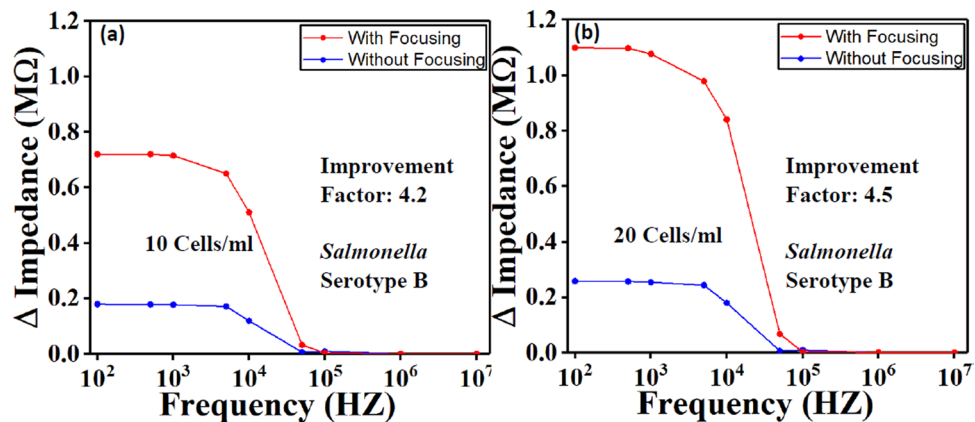 (a)
With Focusing
Without Focusing
Improvement
Factor: 4.2
10 Cells/ml
Salmonella
Serotype B
1.2
1.0
0.8
0.6
0.4
0.2
0.0
Δ Impedance (MΩ)
10² 10³ 10⁴ 10⁵ 10⁶ 10⁷
Frequency (HZ)
(b)
With Focusing
Without Focusing
Improvement
Factor: 4.5
20 Cells/ml
Salmonella
Serotype B
1.2
1.0
0.8
0.6
0.4
0.2
0.0
Δ Impedance (MΩ)
10² 10³ 10⁴ 10⁵ 10⁶ 10⁷
Frequency (HZ)